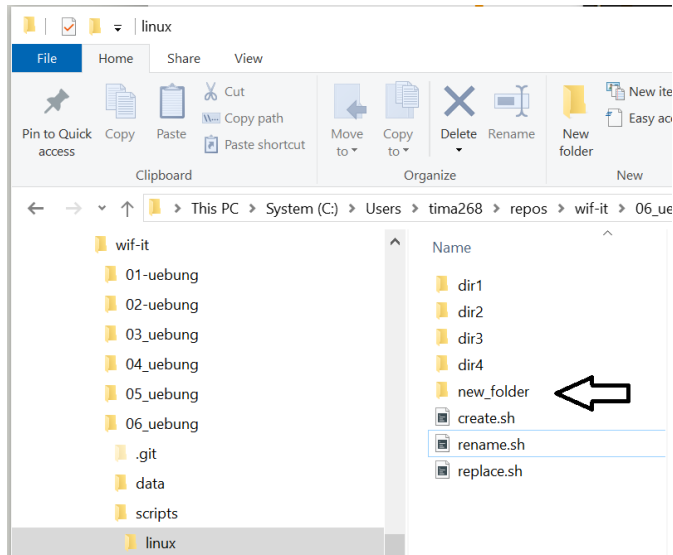 linux
File Home Share View
Pin to Quick access
Copy
Paste
Cut
Copy path
Paste shortcut
Clipboard
Move to
Copy to
Delete
Rename
Organize
New folder
New ite
Easy acc
New
This PC > System (C:) > Users > tima268 > repos > wif-it > 06_ue
wif-it
01-uebung
02-uebung
03_uebung
04_uebung
05_uebung
06_uebung
.git
data
scripts
linux
Name
dir1
dir2
dir3
dir4
new_folder
create.sh
rename.sh
replace.sh